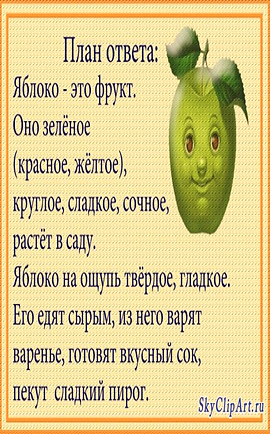 План ответа:
Яблоко - это фрукт.
Оно зелёное
(красное, жёлтое),
круглое, сладкое, сочное,
растёт в саду.
Яблоко на ощупь твёрдое, гладкое.
Его едят сырым, из него варят
варенье, готовят вкусный сок,
пекут сладкий пирог.
SkyClipArt.ru